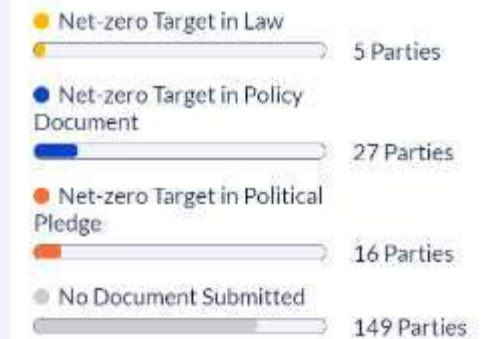 Net-zero Target in Law
5 Parties
Net-zero Target in Policy
Document
27 Parties
Net-zero Target in Political
Pledge
16 Parties
No Document Submitted
149 Parties